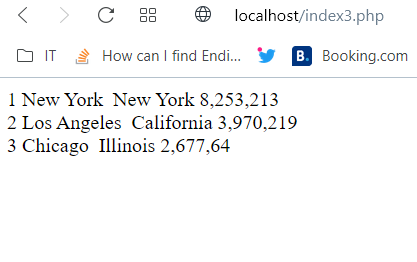 localhost/index3.php
IT How can I find Endi... B. Booking.com
1 New York  New York 8,253,213
2 Los Angeles  California 3,970,219
3 Chicago  Illinois 2,677,64